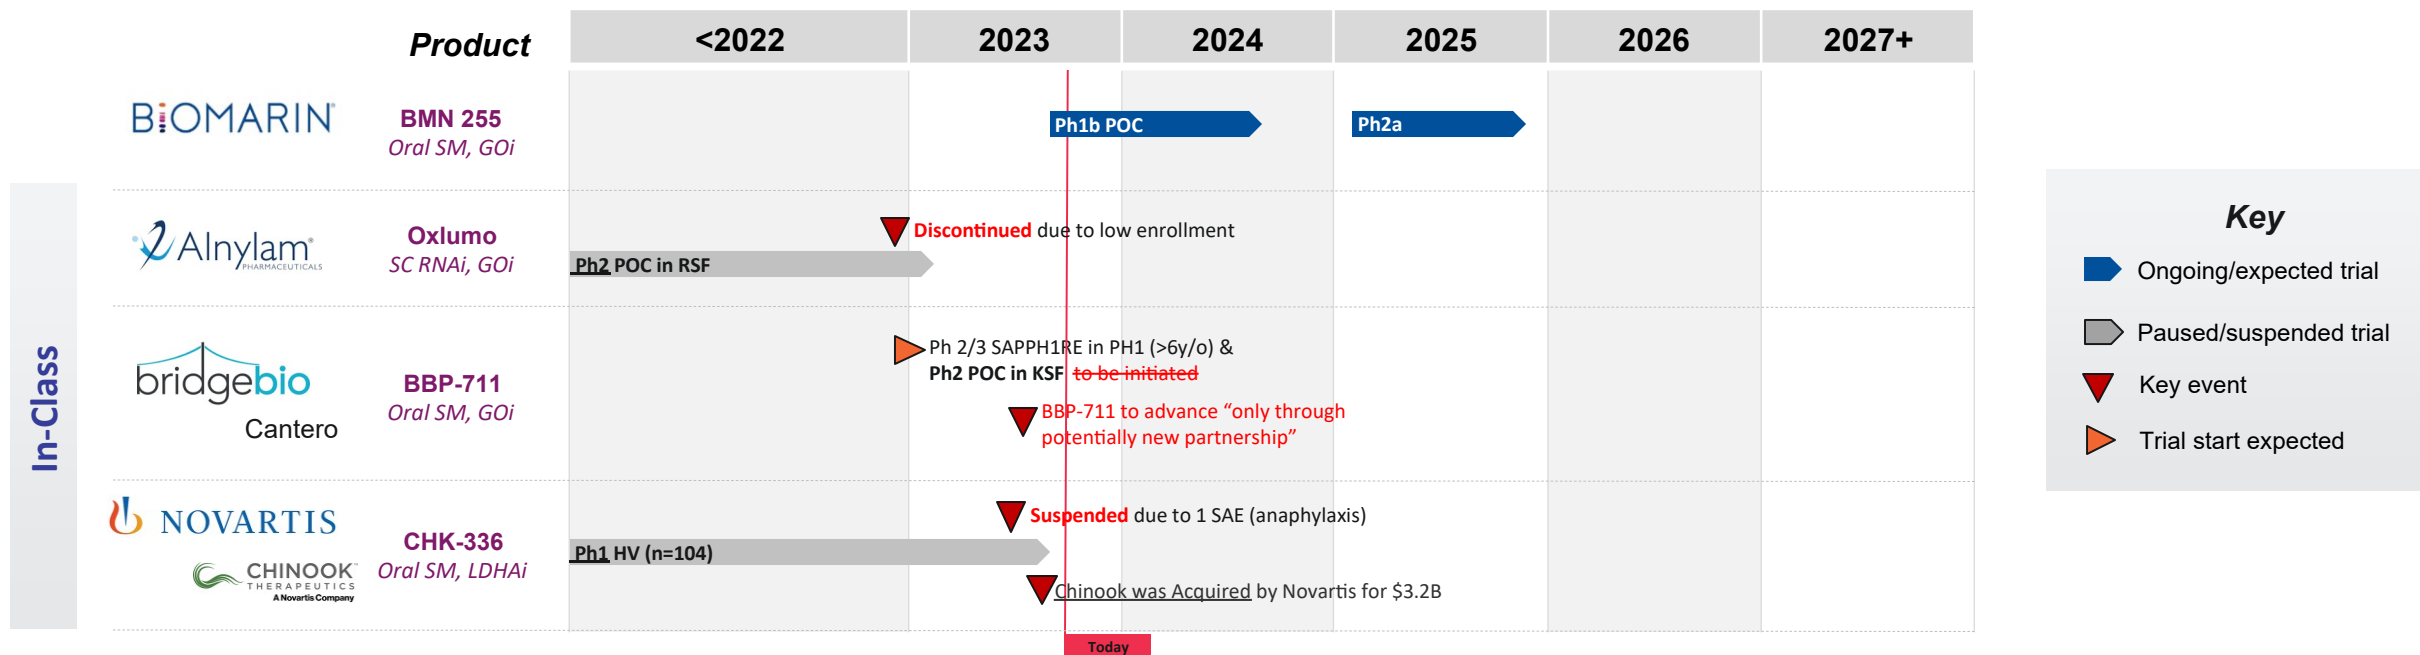 Product
<2022
2023
2024
2025
2026
2027+
BIOMARIN®
BMN 255
Oral SM, GOi
Ph1b POC
Ph2a
In-Class
Alnylam®
PHARMACEUTICALS
Oxlumo
SC RNAi, GOi
Discontinued due to low enrollment
Ph2 POC in RSF
bridgebio
Cantero
BBP-711
Oral SM, GOi
Ph 2/3 SAPPH1RE in PH1 (>6y/o) &
Ph2 POC in KSF to be initiated
BBP-711 to advance “only through
potentially new partnership”
NOVARTIS
CHINOOK™
THERAPEUTICS
A Novartis Company
CHK-336
Oral SM, LDHAi
Suspended due to 1 SAE (anaphylaxis)
Ph1 HV (n=104)
Chinook was Acquired by Novartis for $3.2B
Today
Key
Ongoing/expected trial
Paused/suspended trial
Key event
Trial start expected